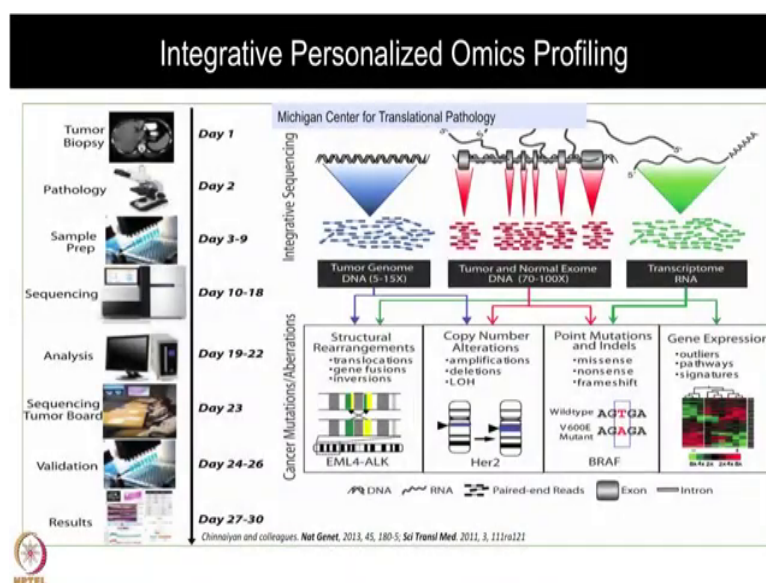 Integrative Personalized Omics Profiling
Tumor
Biopsy
Day 1
Pathology
Day 2
Sample
Prep
Day 3-9
Sequencing
Day 10-18
Analysis
Day 19-22
Sequencing
Tumor Board
Day 23
Validation
Day 24-26
Results
Day 27-30
Michigan Center for Translational Pathology
Integrative Sequencing
5'
3'
3'
5'
AAAAAA
Tumor Genome
DNA (5-15X)
Tumor and Normal Exome
DNA (70-100X)
Transcriptome
RNA
Cancer Mutations/Aberrations
Structural
Rearrangements
•translocations
•gene fusions
•inversions
EML4-ALK
Copy Number
Alterations
•amplifications
•deletions
•LOH
Her2
Point Mutations
and Indels
•missense
•nonsense
•frameshift
Wildtype AGTGA
V600E
Mutant AGAGA
BRAF
Gene Expression
•outliers
•pathways
•signatures
DNA RNA Paired-end Reads Exon Intron
Chinnaiyan and colleagues. Nat Genet, 2013, 45, 180-5; Sci Transl Med. 2011, 3, 111ra121
NPTEL